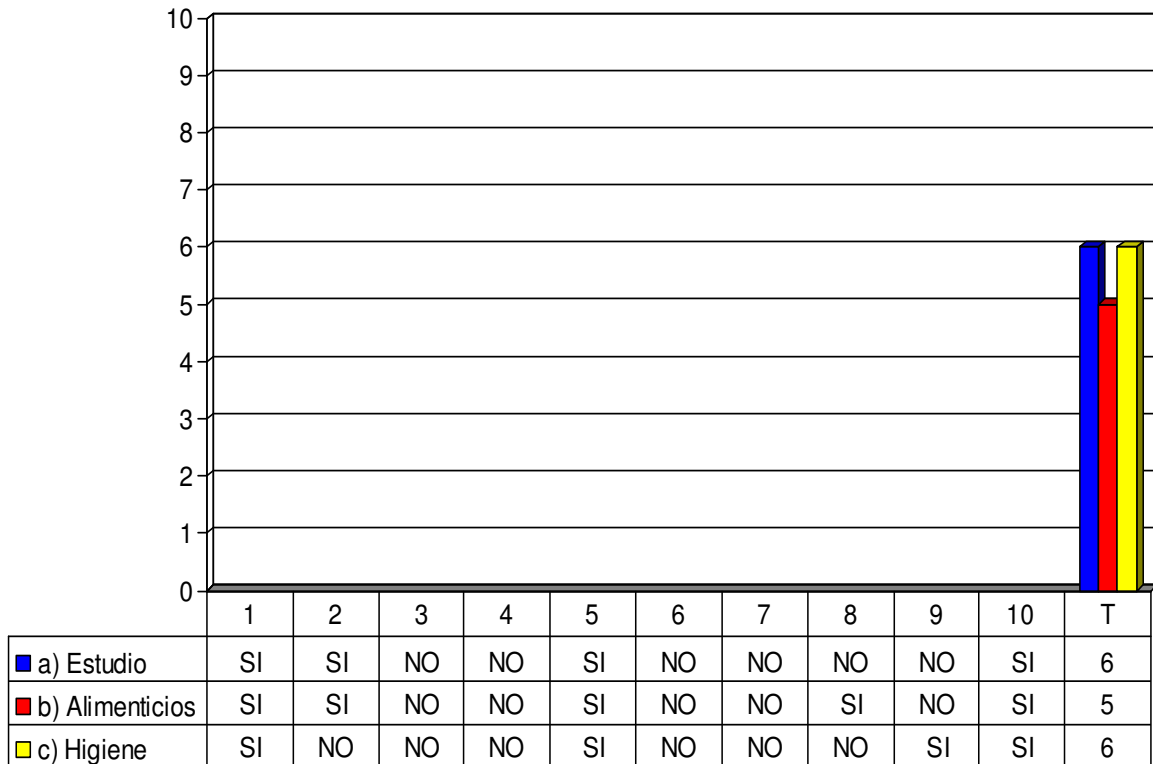 10
9
8
7
6
5
4
3
2
1
0
1 2 3 4 5 6 7 8 9 10 T
a) Estudio SI SI NO NO SI NO NO NO NO SI 6
b) Alimenticios SI SI NO NO SI NO NO SI NO SI 5
c) Higiene SI NO NO NO SI NO NO NO SI SI 6